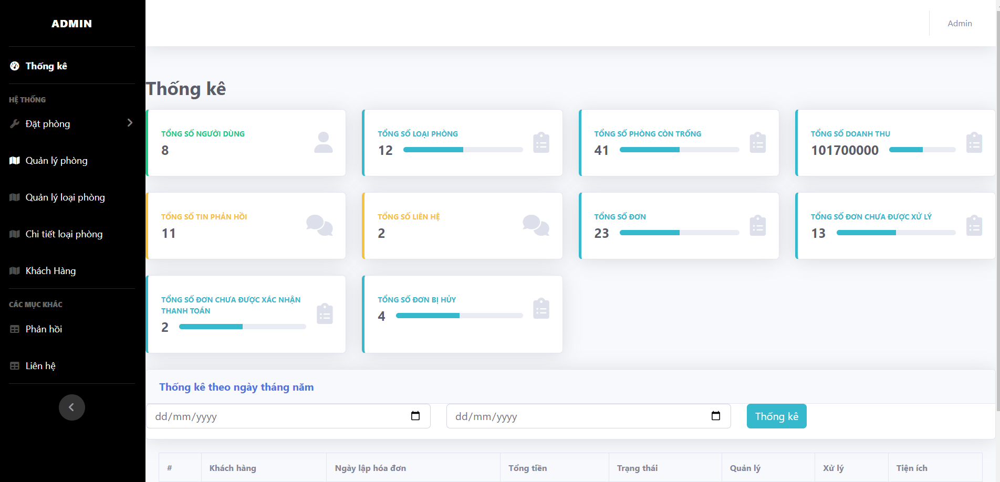 ADMIN
Thống kê
HỆ THỐNG
Đặt phòng
Quản lý phòng
Quản lý loại phòng
Chi tiết loại phòng
Khách Hàng
CÁC MỤC KHÁC
Phản hồi
Liên hệ
Admin
Thống kê
TỔNG SỐ NGƯỜI DÙNG
8
TỔNG SỐ LOẠI PHÒNG
12
TỔNG SỐ PHÒNG CÒN TRỐNG
41
TỔNG SỐ DOANH THU
101700000
TỔNG SỐ TIN PHẢN HỒI
11
TỔNG SỐ LIÊN HỆ
2
TỔNG SỐ ĐƠN
23
TỔNG SỐ ĐƠN CHƯA ĐƯỢC XỬ LÝ
13
TỔNG SỐ ĐƠN CHƯA ĐƯỢC XÁC NHẬN
THANH TOÁN
2
TỔNG SỐ ĐƠN BỊ HỦY
4
Thống kê theo ngày tháng năm
dd/mm/yyyy
dd/mm/yyyy
Thống kê
# Khách hàng Ngày lập hóa đơn Tổng tiền Trạng thái Quản lý Xử lý Tiện ích